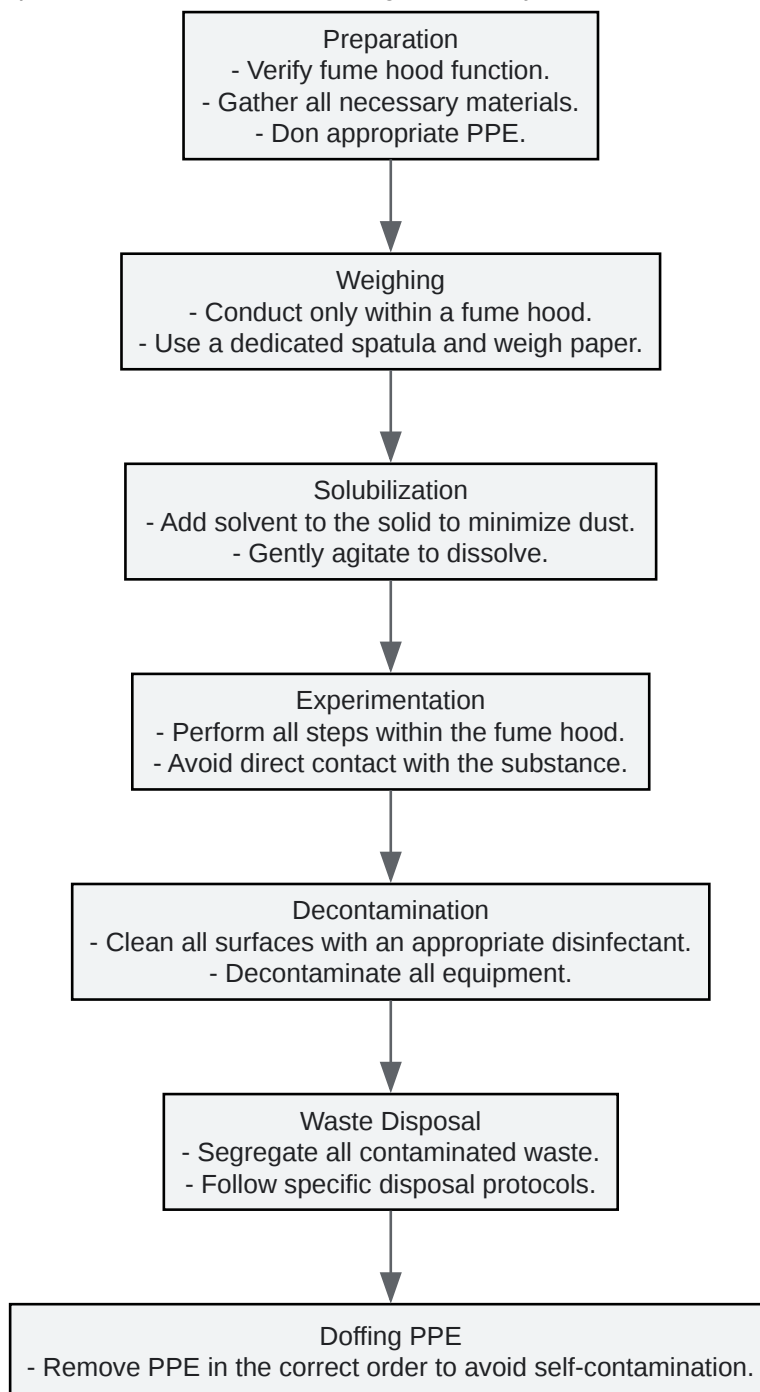 Preparation
- Verify fume hood function.
- Gather all necessary materials.
- Don appropriate PPE.
Weighing
- Conduct only within a fume hood.
- Use a dedicated spatula and weigh paper.
Solubilization
- Add solvent to the solid to minimize dust.
- Gently agitate to dissolve.
Experimentation
- Perform all steps within the fume hood.
- Avoid direct contact with the substance.
Decontamination
- Clean all surfaces with an appropriate disinfectant.
- Decontaminate all equipment.
Waste Disposal
- Segregate all contaminated waste.
- Follow specific disposal protocols.
Doffing PPE
- Remove PPE in the correct order to avoid self-contamination.